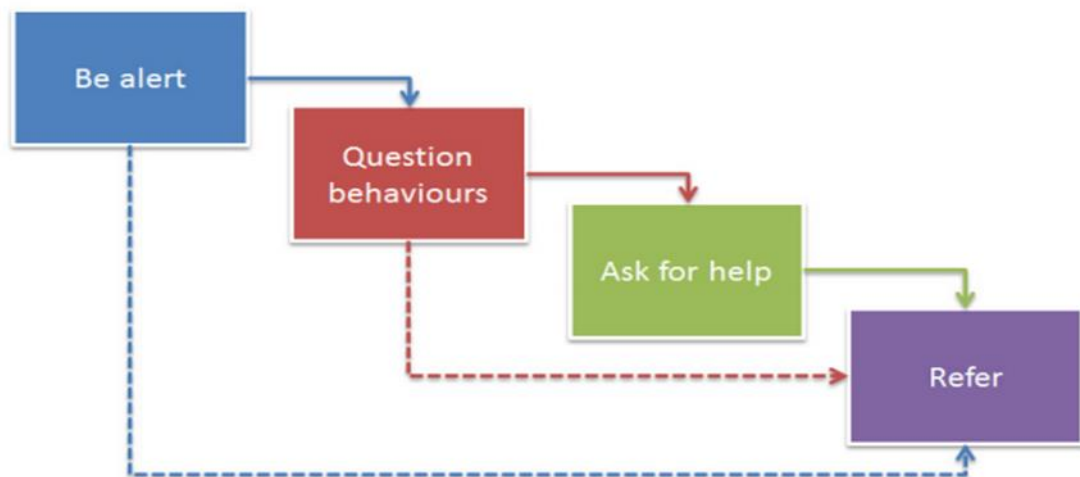 Be alert
Question
behaviours
Ask for help
Refer